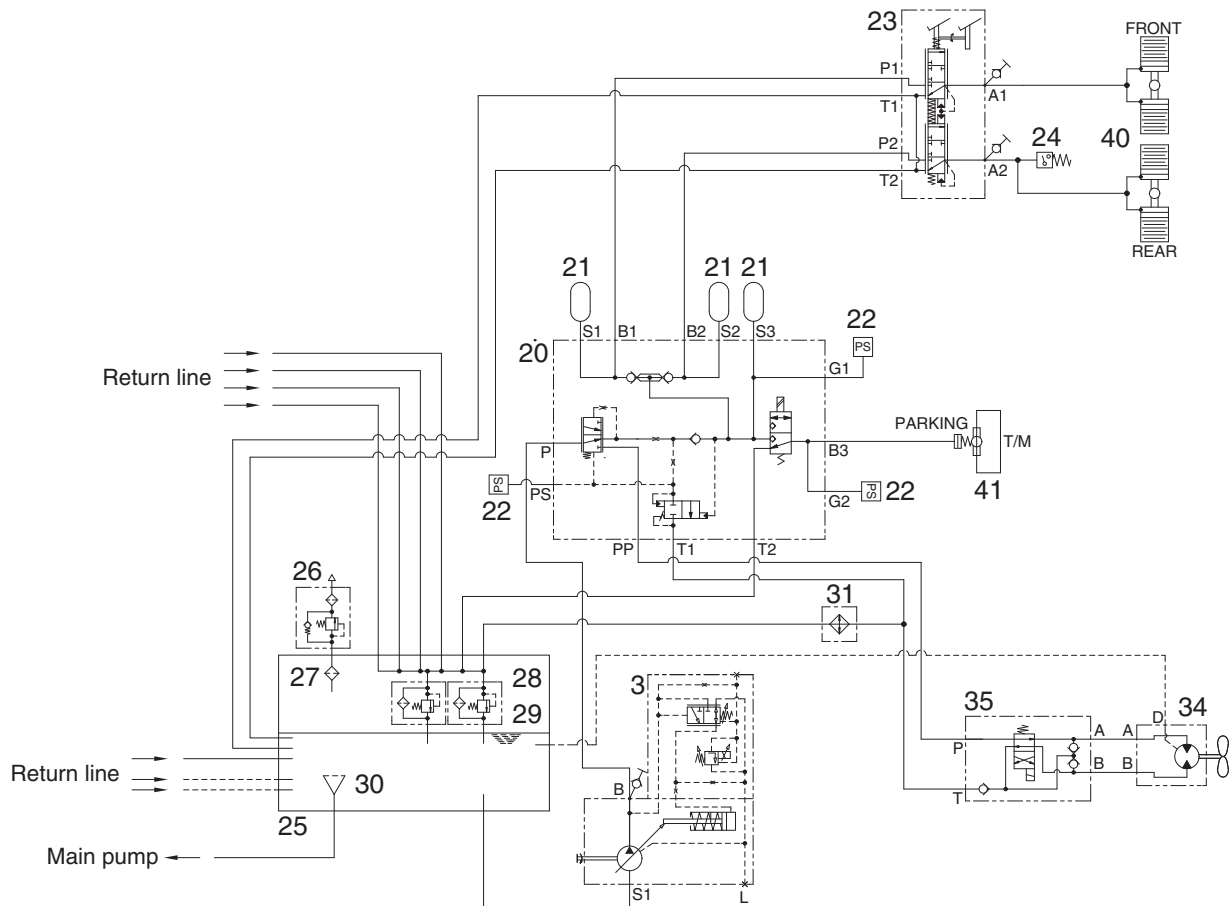 23
FRONT
P1
T1
A1
P2
24
40
T2
A2
REAR
21
21
21
S1
B1
B2
S2
S3
22
20
PS
Return line
G1
PARKING
T/M
P
B3
PS
PS
PS
22
22
G2
41
PP
T1
T2
26
31
27
28
3
29
35
D
34
P
A
A
B
B
Return line
30
B
T
25
Main pump
S1
L